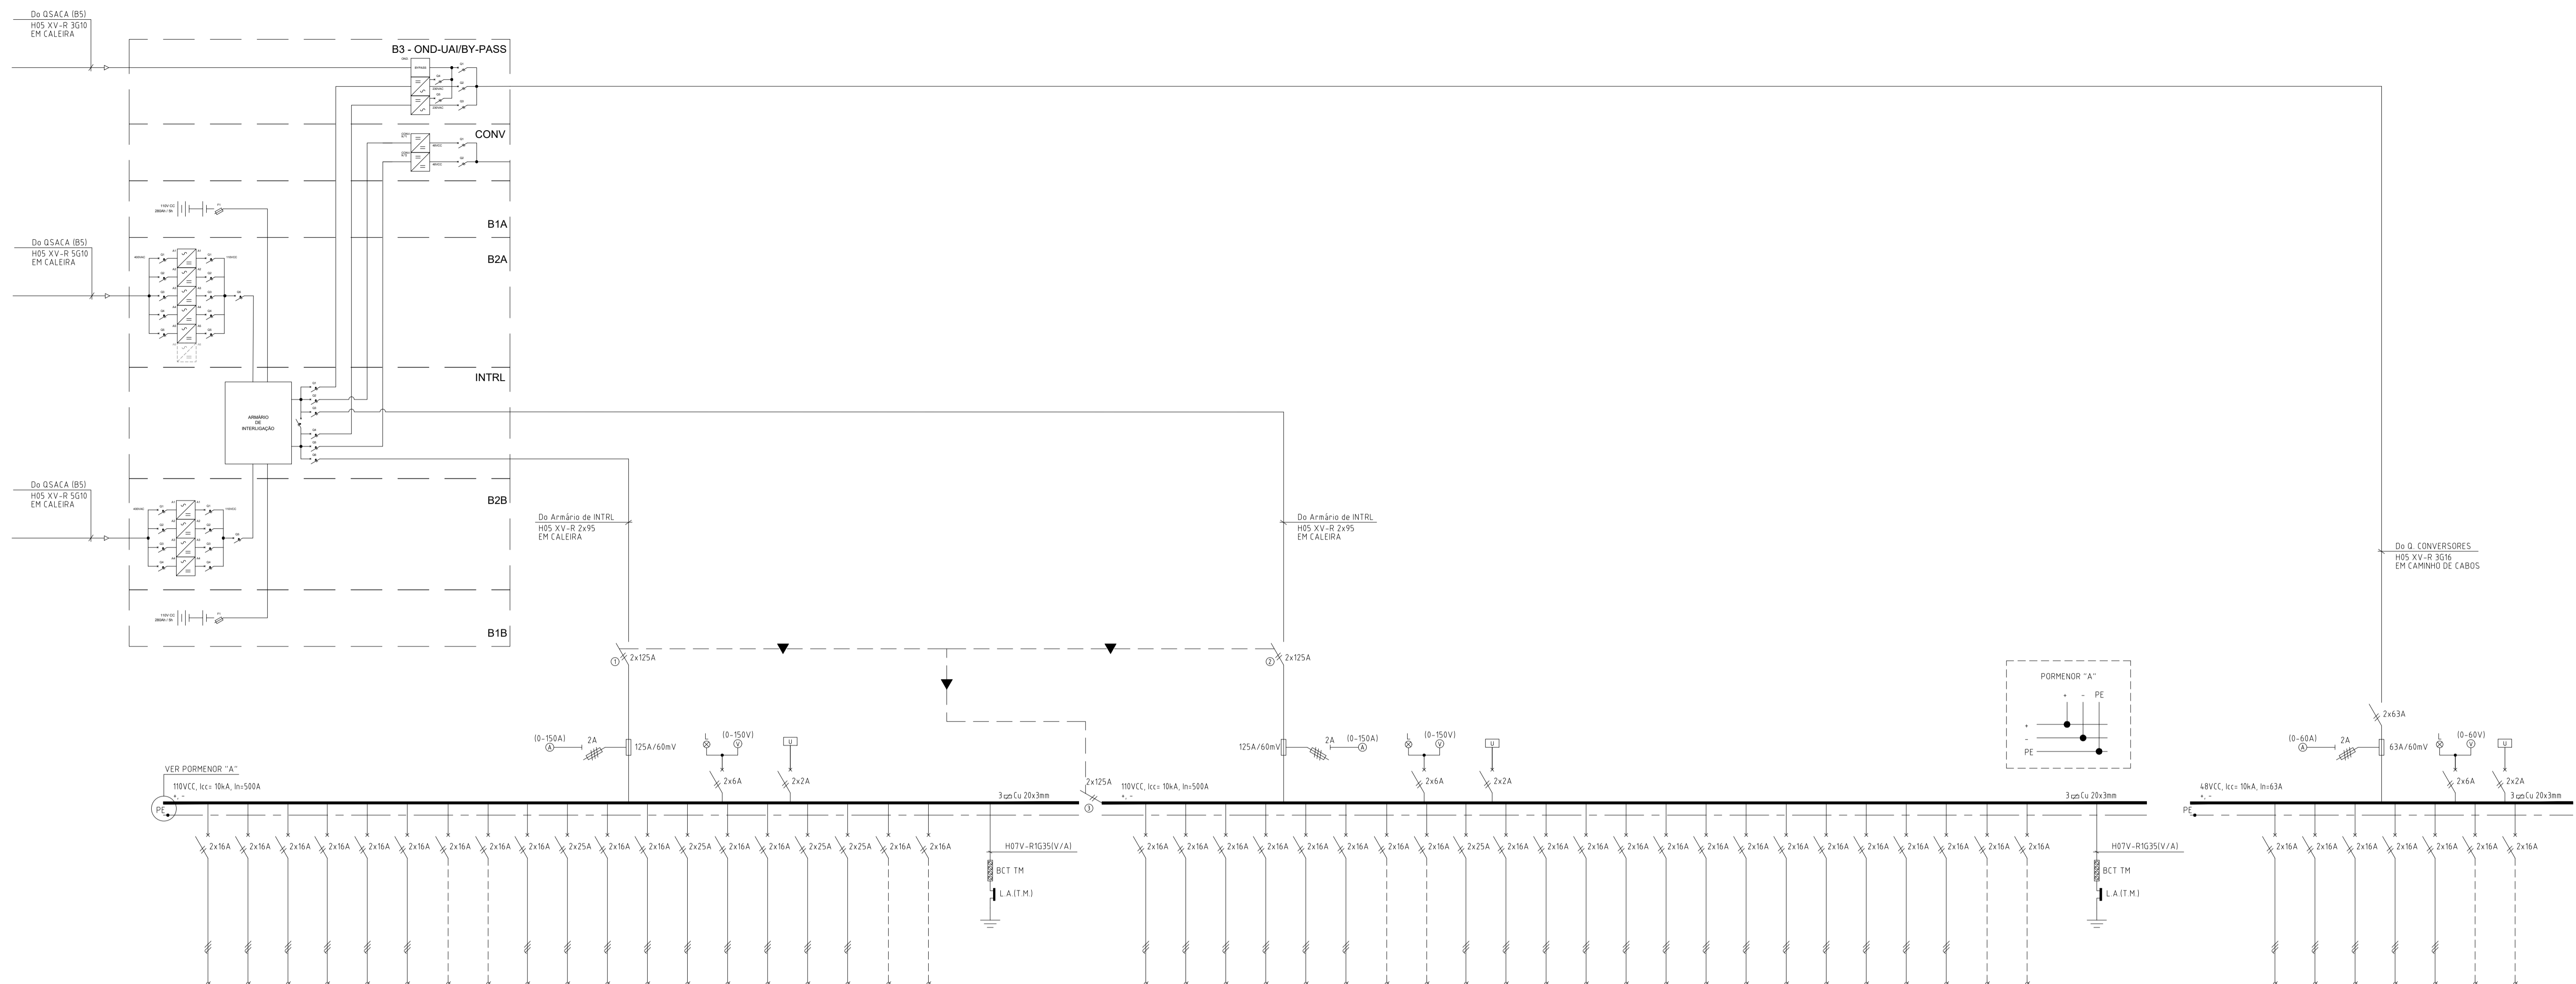 Do QSACA (B5)
H05 XV-R 3G10
EM CALEIRA
B3 - OND-UAI/BY-PASS
BYPASS
CONV
110V CC
B1A
Do QSACA (B5)
H05 XV-R 5G10
EM CALEIRA
B2A
INTRL
ARMÁRIO
DE
INTERLIGAÇÃO
Do QSACA (B5)
H05 XV-R 5G10
EM CALEIRA
B2B
110V CC
B1B
Do Armário de INTRL
H05 XV-R 2x95
EM CALEIRA
Do Armário de INTRL
H05 XV-R 2x95
EM CALEIRA
Do Q. CONVERSORES
H05 XV-R 3G16
EM CAMINHO DE CABOS
1 2x125A
2 2x125A
PORMENOR "A"
+ - PE
+
-
PE
2x63A
(0-150A) A 2A 125A/60mV
L (0-150V) V U
2x6A 2x2A
125A/60mV 2A (0-150A) A
L (0-150V) V U
2x6A 2x2A
(0-60A) A 2A 63A/60mV
L (0-60V) V U
2x6A 2x2A
VER PORMENOR "A"
110VCC, Icc= 10kA, In=500A
+, -
PE
3 Cu 20x3mm
2x125A
3
110VCC, Icc= 10kA, In=500A
+, -
3 Cu 20x3mm
48VCC, Icc= 10kA, In=63A
+, -
PE
3 Cu 20x3mm
2x16A 2x16A 2x16A 2x16A 2x16A 2x16A 2x16A 2x16A 2x16A 2x25A 2x16A 2x16A 2x25A 2x16A 2x16A 2x25A 2x25A 2x16A 2x16A
H07V-R1G35(V/A)
BCT TM
L.A.(T.M.)
2x16A 2x16A 2x16A 2x16A 2x16A 2x16A 2x16A 2x16A 2x25A 2x16A 2x16A 2x16A 2x16A 2x16A 2x16A 2x16A 2x16A 2x16A 2x16A 2x16A 2x16A 2x16A 2x16A
H07V-R1G35(V/A)
BCT TM
L.A.(T.M.)
2x16A 2x16A 2x16A 2x16A 2x16A 2x16A 2x16A